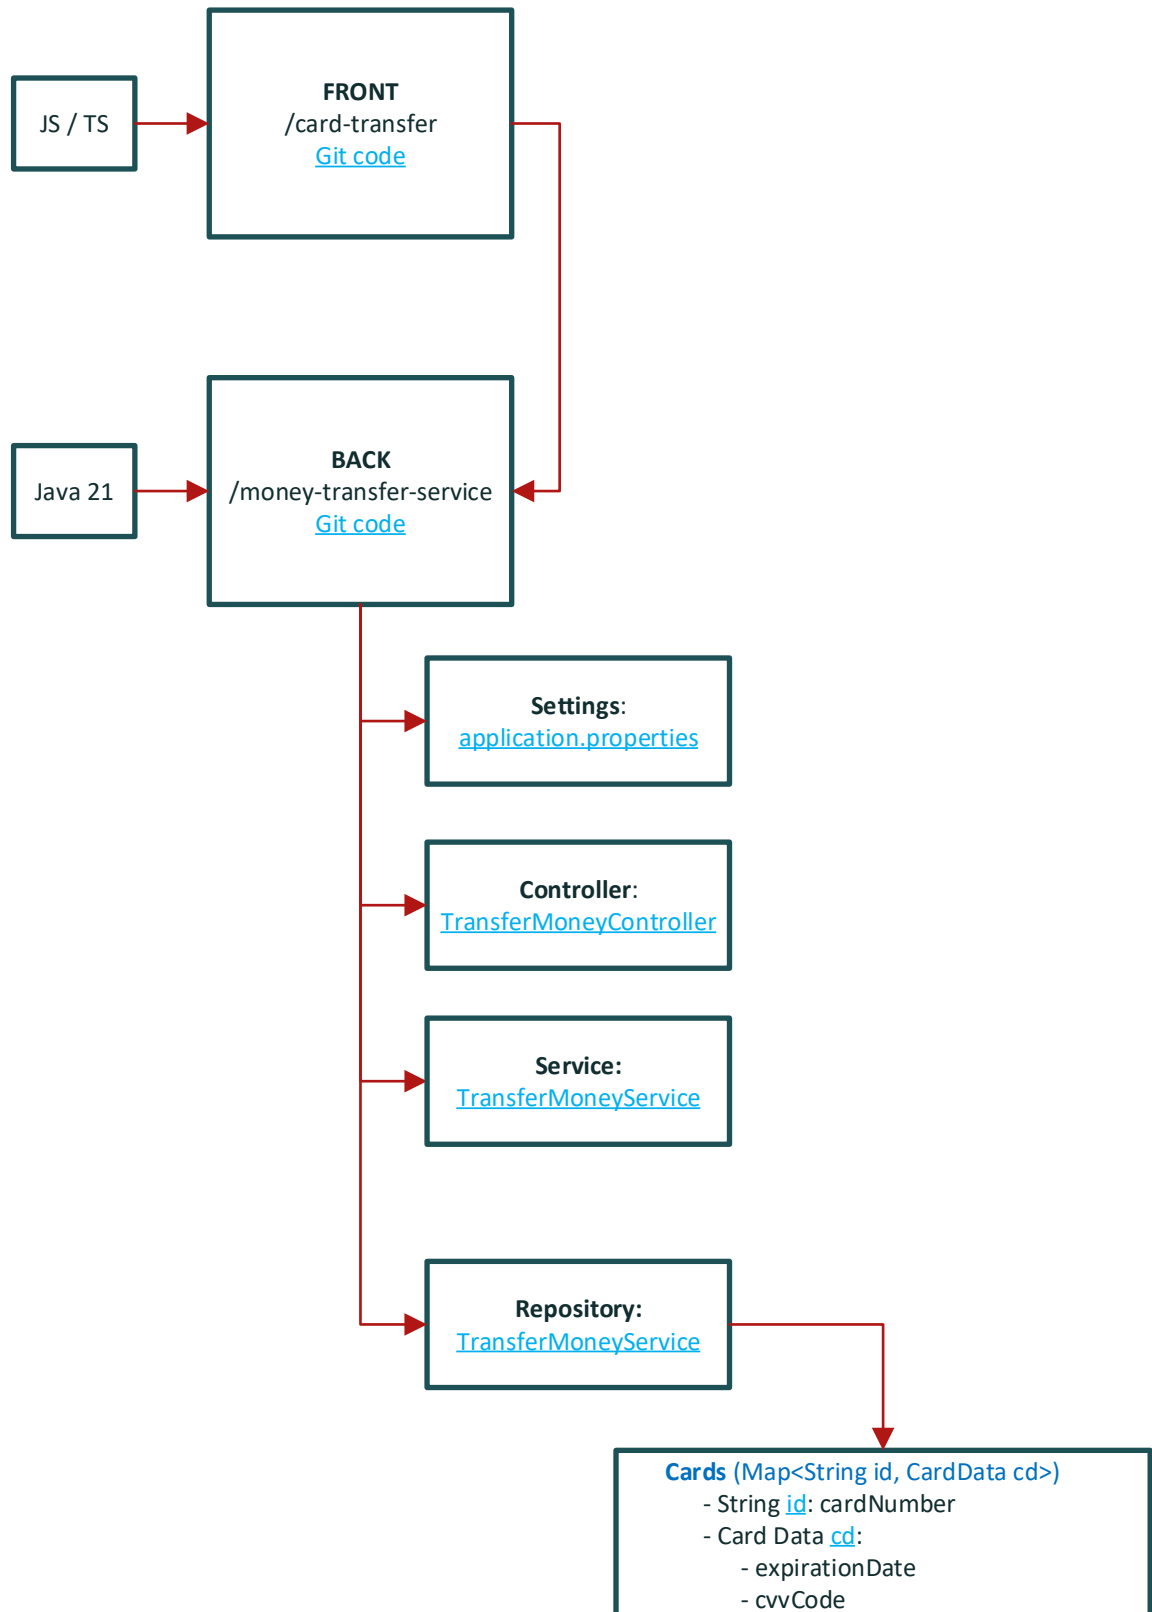 FRONT
/card-transfer
Git code
JS / TS
BACK
/money-transfer-service
Git code
Java 21
Settings:
application.properties
Controller:
TransferMoneyController
Service:
TransferMoneyService
Repository:
TransferMoneyService
Cards (Map<String id, CardData cd>)
- String id: cardNumber
- Card Data cd:
- expirationDate
- cvvCode